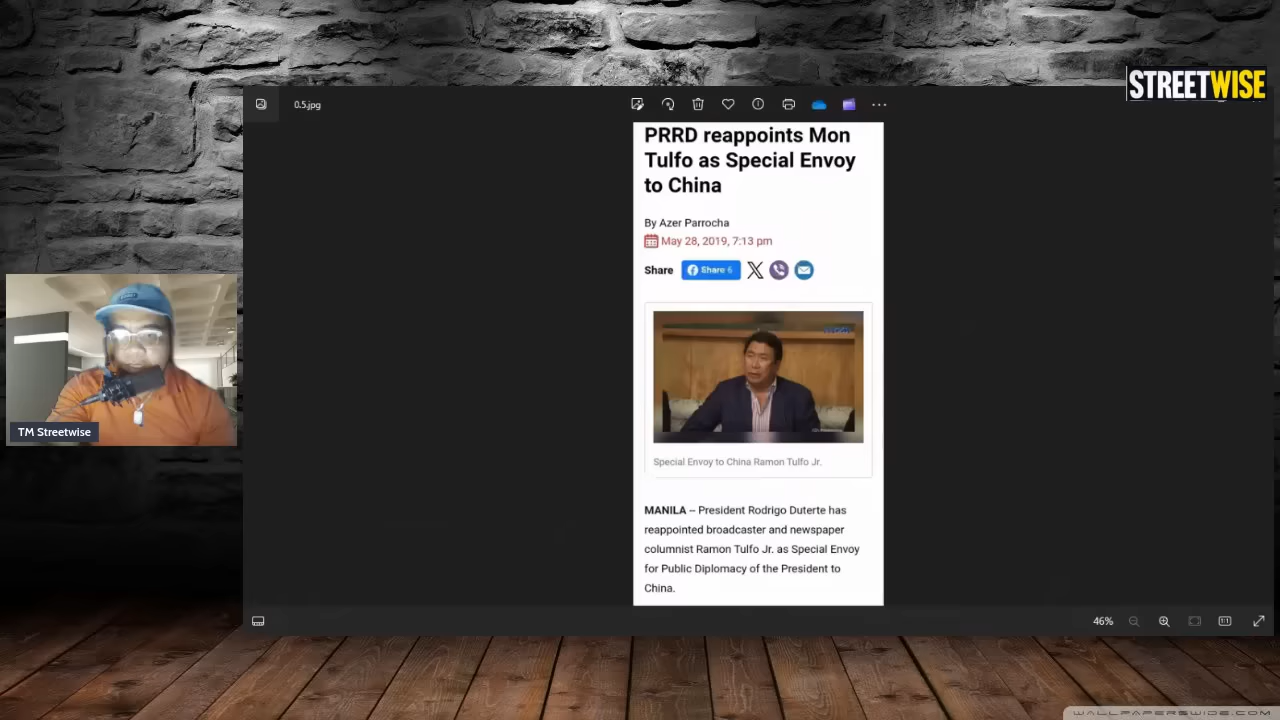 STREETWISE
0.5.jpg
PRRD reappoints Mon
Tulfo as Special Envoy
to China
By Azer Parrocha
May 28, 2019, 7:13 pm
Share
Share 6
Special Envoy to China Ramon Tulfo Jr.
MANILA -- President Rodrigo Duterte has
reappointed broadcaster and newspaper
columnist Ramon Tulfo Jr. as Special Envoy
for Public Diplomacy of the President to
China.
TM Streetwise
46%
WALLPAPERSWIDE.COM